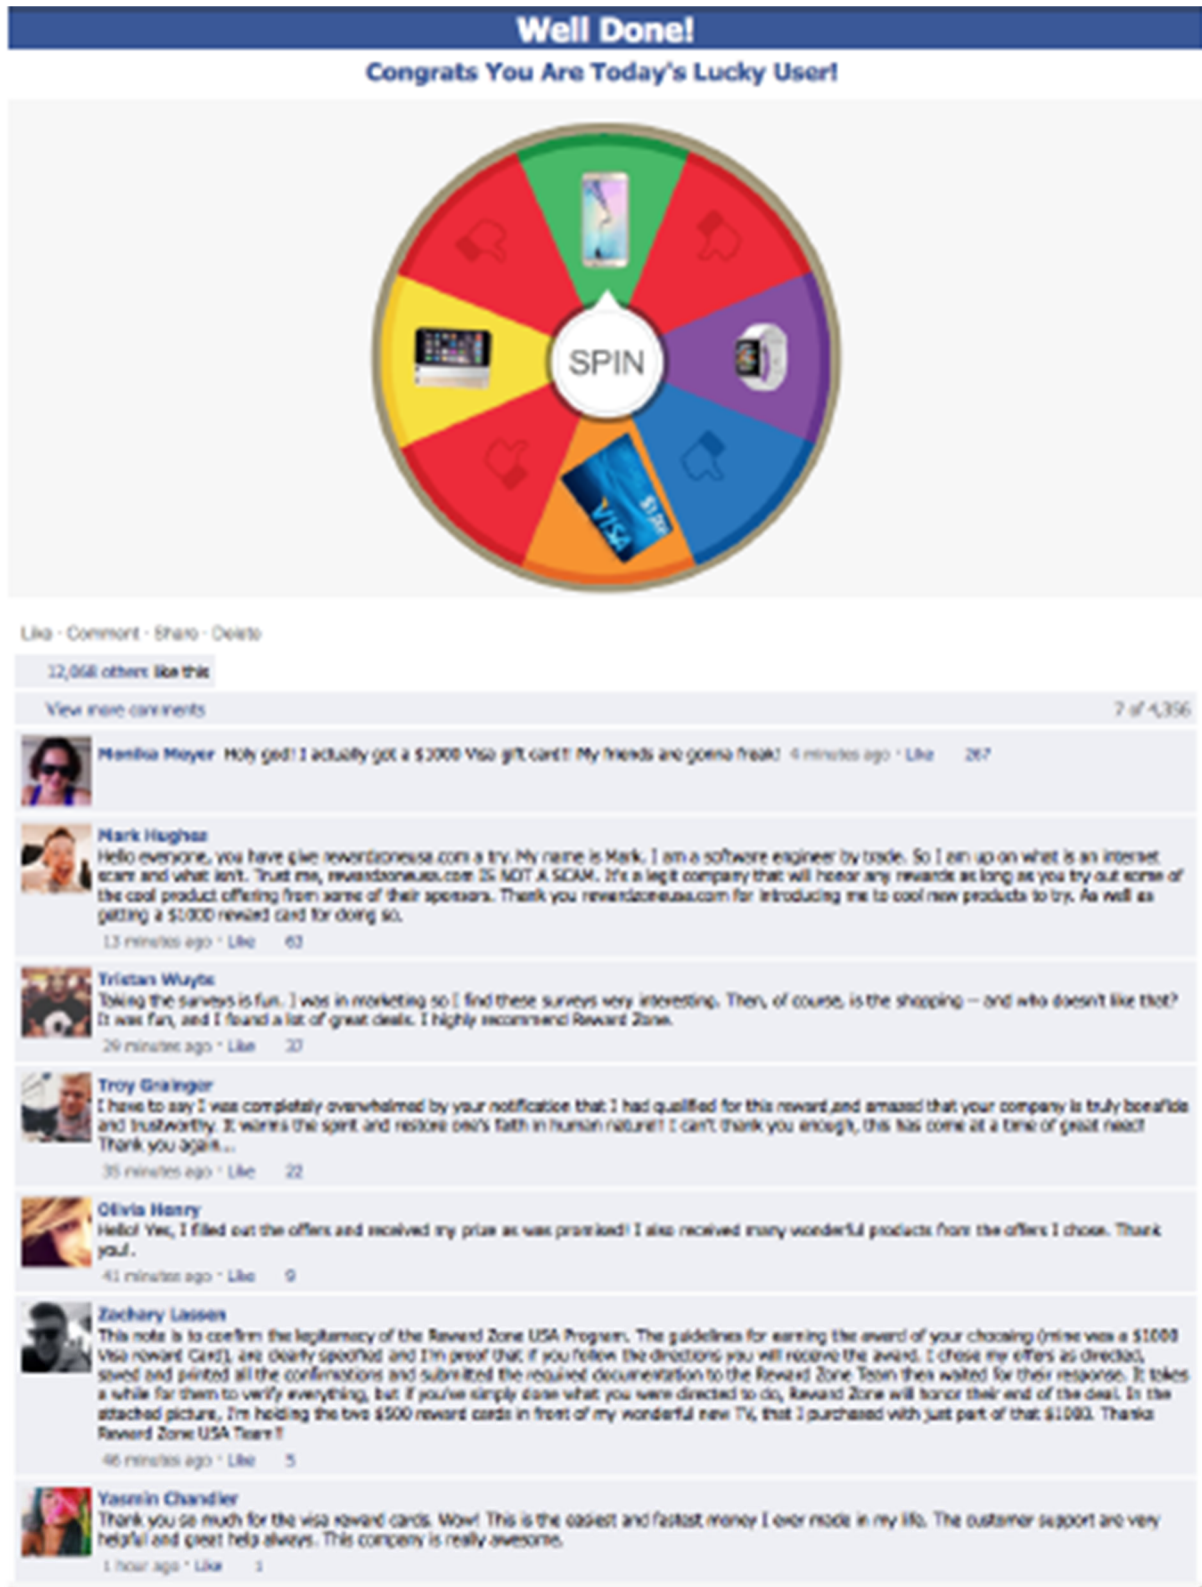 Well Done!
Congrats You Are Today's Lucky User!
SPIN
VISA
Like · Comment · Share · Delete
12,068 others like this
View more comments
7 of 4,356
Monika Meyer Holy god! I actually got a $1000 Visa gift card!! My friends are gonna freak! 4 minutes ago · Like 267
Mark Hughes
Hello everyone, you have give rewardzoneusa.com a try. My name is Mark. I am a software engineer by trade. So I am up on what is an internet
scam and what isn't. Trust me, rewardzoneusa.com IS NOT A SCAM. It's a legit company that will honor any rewards as long as you try out some of
the cool product offering from some of their sponsors. Thank you rewardzoneusa.com for introducing me to cool new products to try. As well as
getting a $1000 reward card for doing so.
13 minutes ago · Like 63
Tristan Wuyts
Taking the surveys is fun. I was in marketing so I find these surveys very interesting. Then, of course, is the shopping -- and who doesn't like that?
It was fun, and I found a lot of great deals. I highly recommend Reward Zone.
29 minutes ago · Like 37
Troy Grainger
I have to say I was completely overwhelmed by your notification that I had qualified for this reward,and amazed that your company is truly bonafide
and trustworthy. It warms the spirit and restore one's faith in human nature!! I can't thank you enough, this has come at a time of great need!
Thank you again...
35 minutes ago · Like 22
Olivia Henry
Hello! Yes, I filled out the offers and received my prize as was promised! I also received many wonderful products from the offers I chose. Thank
you!.
41 minutes ago · Like 9
Zachary Lassen
This note is to confirm the legitamacy of the Reward Zone USA Program. The guidelines for earning the award of your choosing (mine was a $1000
Visa reward Card), are clearly specified and I'm proof that if you follow the directions you will receive the award. I chose my offers as directed,
saved and printed all the confirmations and submitted the required documentation to the Reward Zone Team then waited for their response. It takes
a while for them to verify everything, but if you've simply done what you were directed to do, Reward Zone will honor their end of the deal. In the
attached picture, I'm holding the two $500 reward cards in front of my wonderful new TV, that I purchased with just part of that $1000. Thanks
Reward Zone USA Team!!
46 minutes ago · Like 5
Yasmin Chandler
Thank you so much for the visa reward cards. Wow! This is the easiest and fastest money I ever made in my life. The customer support are very
helpful and great help always. This company is really awesome.
1 hour ago · Like 1